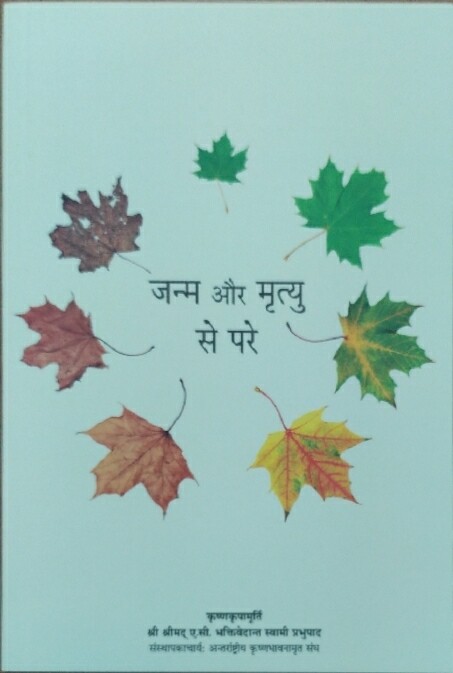 जन्म और मृत्यु
से परे
कृष्णकृपामूर्ति
श्री श्रीमद् ए.सी. भक्तिवेदान्त स्वामी प्रभुपाद
संस्थापकाचार्य: अन्तर्राष्ट्रीय कृष्णभावनामृत संघ